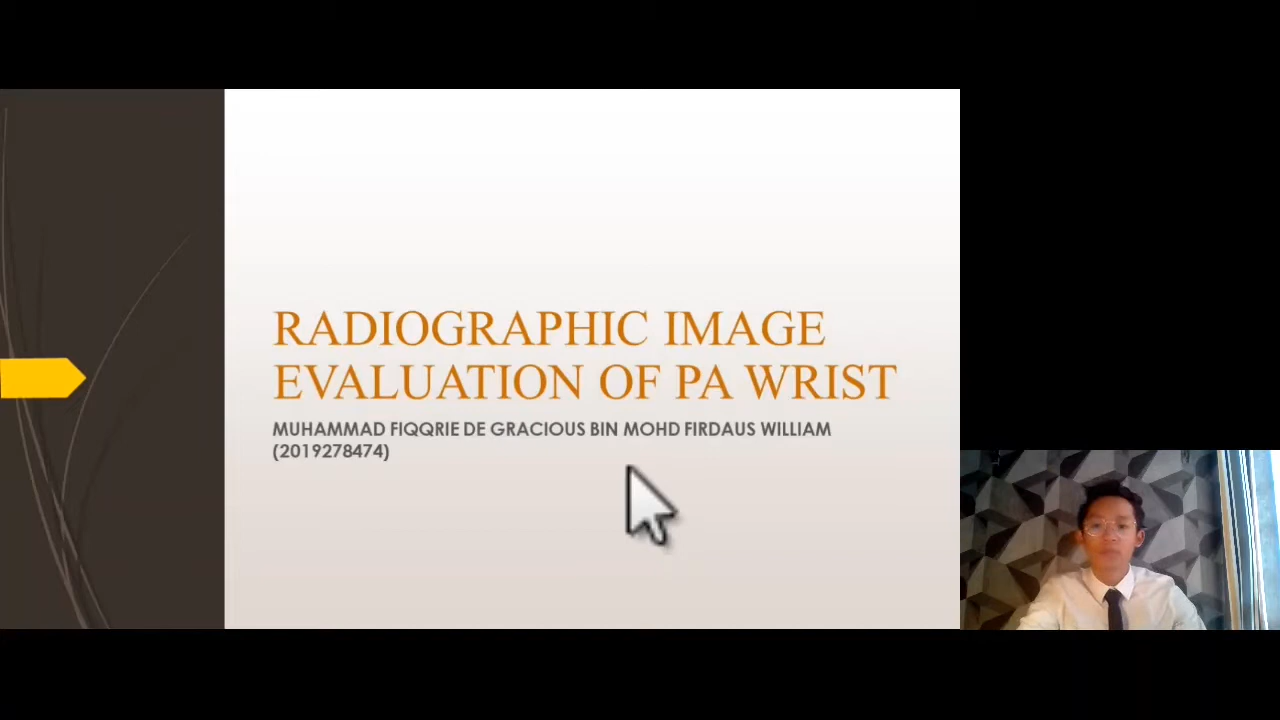 RADIOGRAPHIC IMAGE
EVALUATION OF PA WRIST
MUHAMMAD FIQQRIE DE GRACIOUS BIN MOHD FIRDAUS WILLIAM
(2019278474)